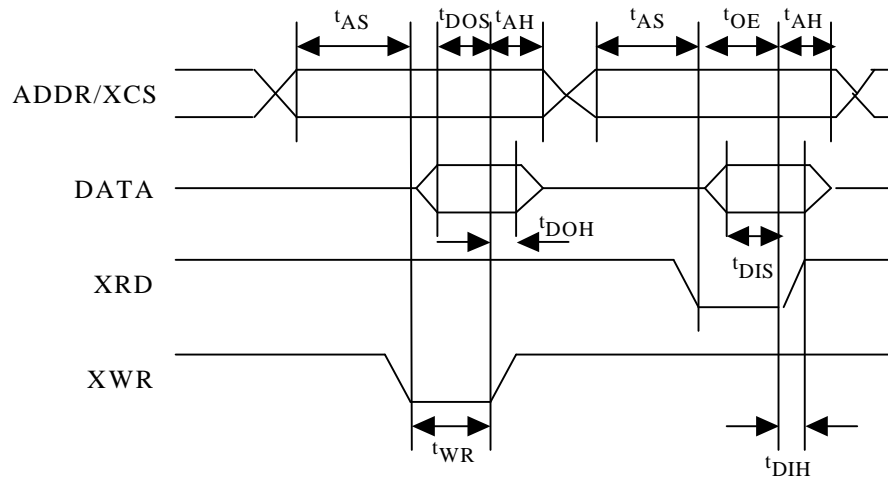 tAS tDOS tAH tAS tOE tAH
ADDR/XCS
DATA
tDOH
tDIS
XRD
XWR
tWR
tDIH